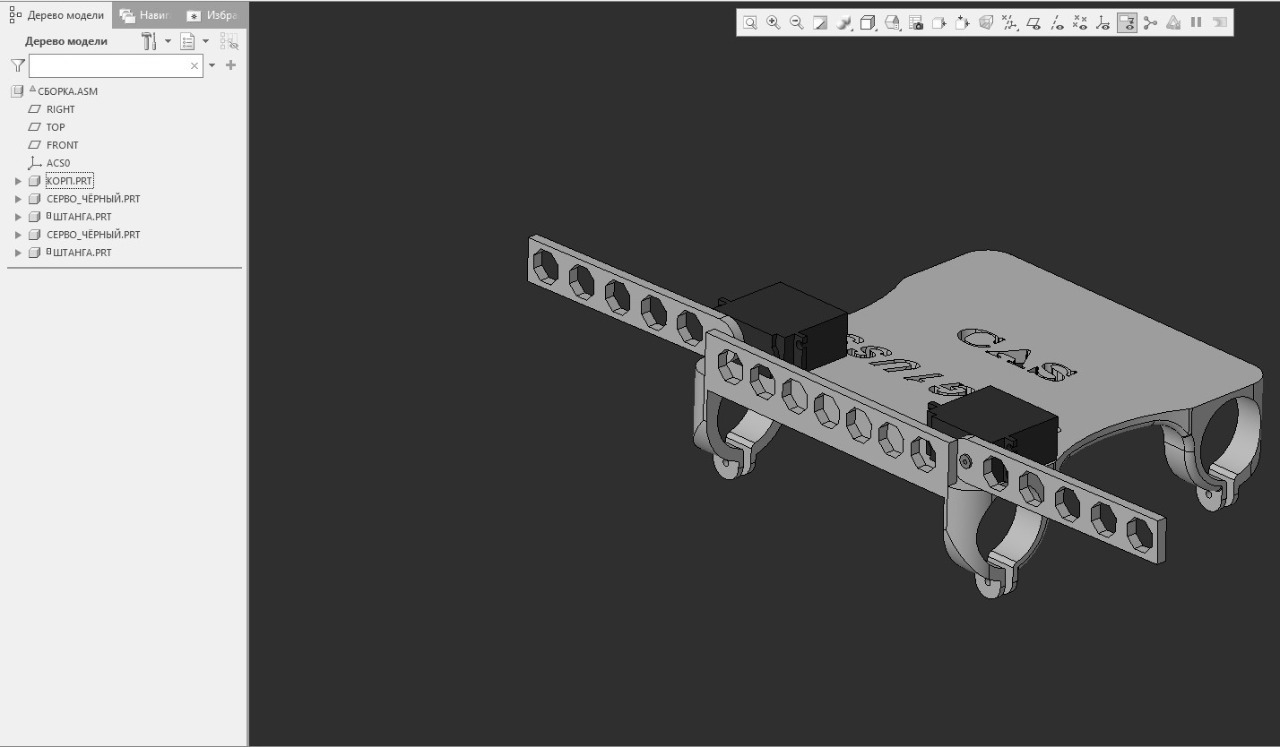 Дерево модели
Навиг
Избра
Дерево модели
СБОРКА.ASM
RIGHT
TOP
FRONT
ACS0
КОРП.PRT
СЕРВО_ЧЁРНЫЙ.PRT
ШТАНГА.PRT
СЕРВО_ЧЁРНЫЙ.PRT
ШТАНГА.PRT
CAS